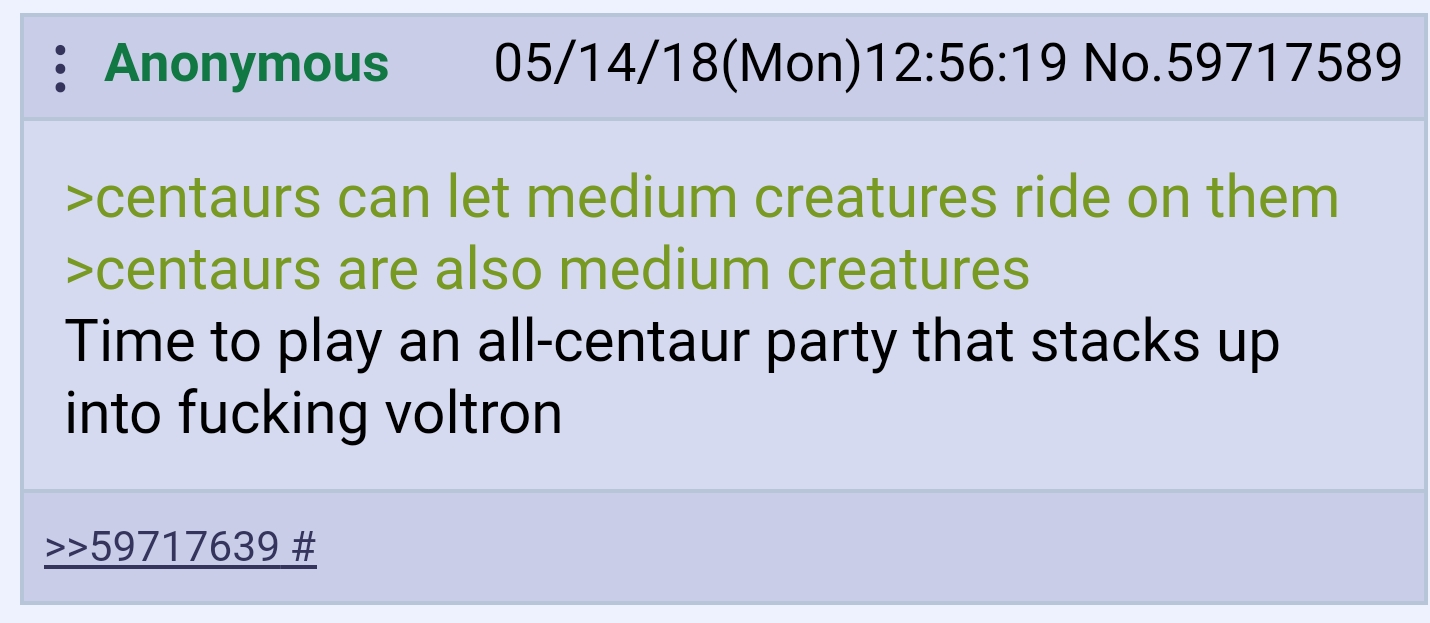 Anonymous 05/14/18(Mon)12:56:19 No.59717589
>centaurs can let medium creatures ride on them
>centaurs are also medium creatures
Time to play an all-centaur party that stacks up
into fucking voltron
>>59717639 #